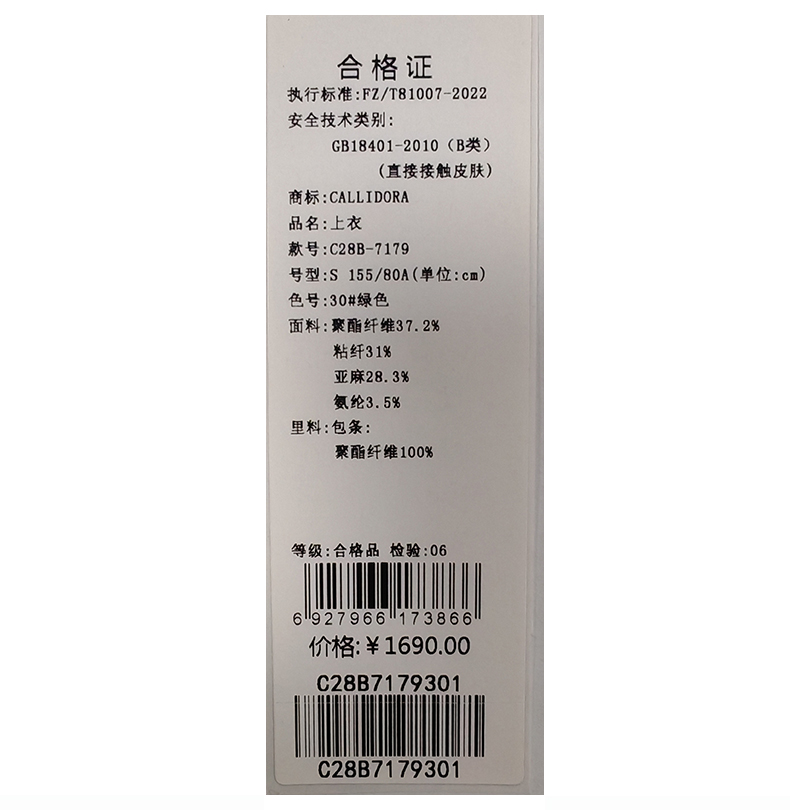 合格证
执行标准:FZ/T81007-2022
安全技术类别:
GB18401-2010（B类）
(直接接触皮肤)
商标:CALLIDORA
品名:上衣
款号:C28B-7179
号型:S 155/80A(单位:cm)
色号:30#绿色
面料:聚酯纤维37.2%
粘纤31%
亚麻28.3%
氨纶3.5%
里料:包条:
聚酯纤维100%
等级:合格品 检验:06
6 927966 173866
价格:￥1690.00
C28B7179301
C28B7179301